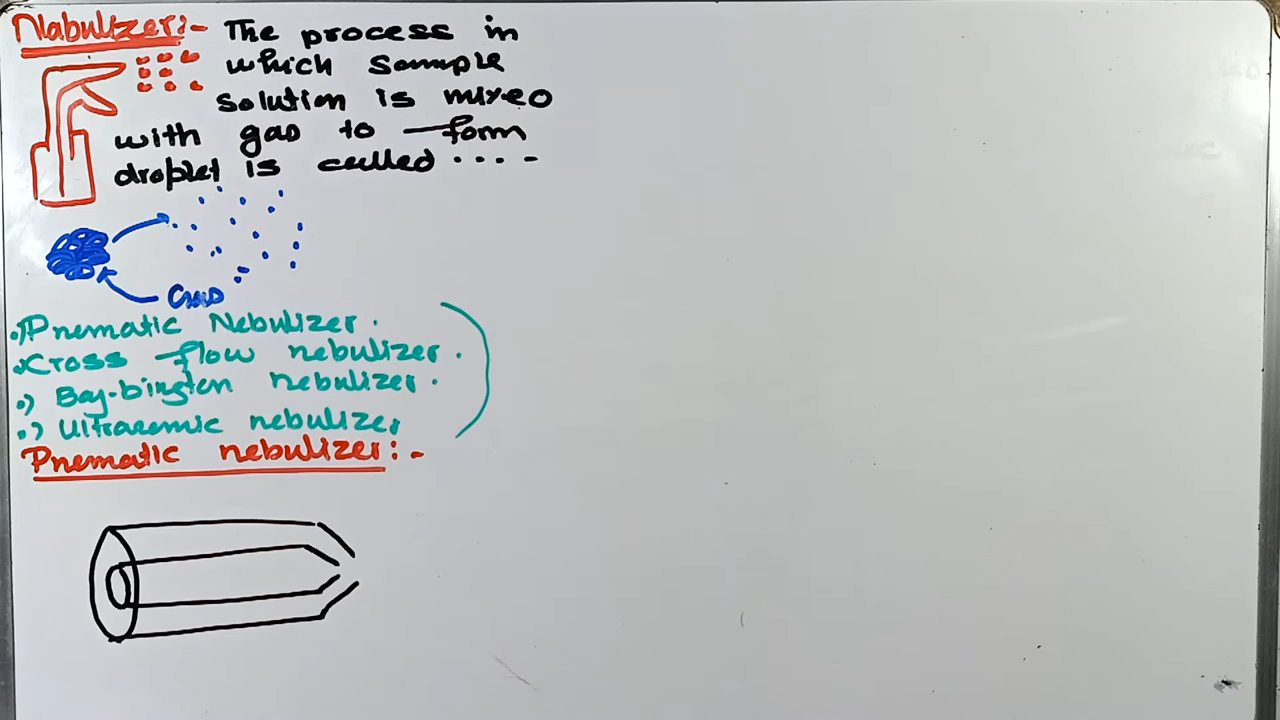 Nabulizer:- The process in
which sample
solution is mixed
with gas to form
droplet is called ....-
Gas
.) Pnematic Nebulizer.
.) Cross flow nebulizer.
.) Bay-bington nebulizer.
.) Ultrasonic nebulizer
Pnematic nebulizer:-